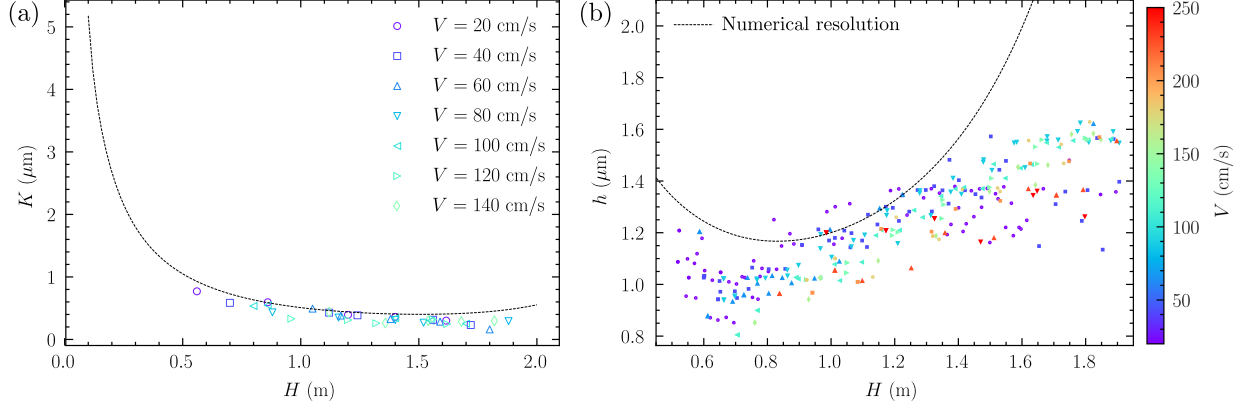 (a)
5
4
3
2
1
0
K (μm)
0.0
0.5
1.0
1.5
2.0
H (m)
V = 20 cm/s
V = 40 cm/s
V = 60 cm/s
V = 80 cm/s
V = 100 cm/s
V = 120 cm/s
V = 140 cm/s
(b)
2.0
1.8
1.6
1.4
1.2
1.0
0.8
h (μm)
0.6
0.8
1.0
1.2
1.4
1.6
1.8
H (m)
Numerical resolution
250
200
150
100
50
V (cm/s)